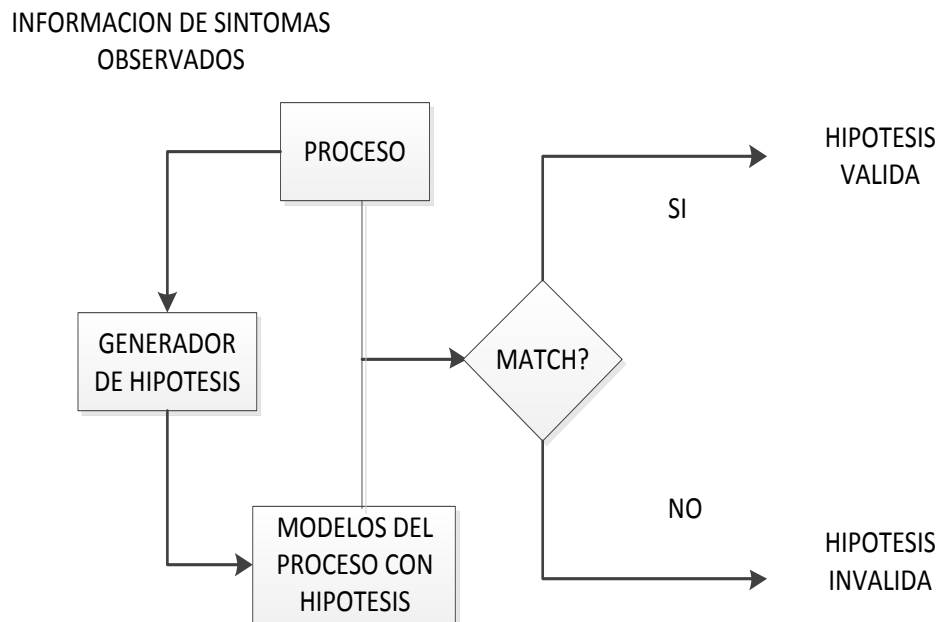 INFORMACION DE SINTOMAS
OBSERVADOS
PROCESO
HIPOTESIS
VALIDA
SI
GENERADOR
DE HIPOTESIS
MATCH?
MODELOS DEL
PROCESO CON
HIPOTESIS
NO
HIPOTESIS
INVALIDA